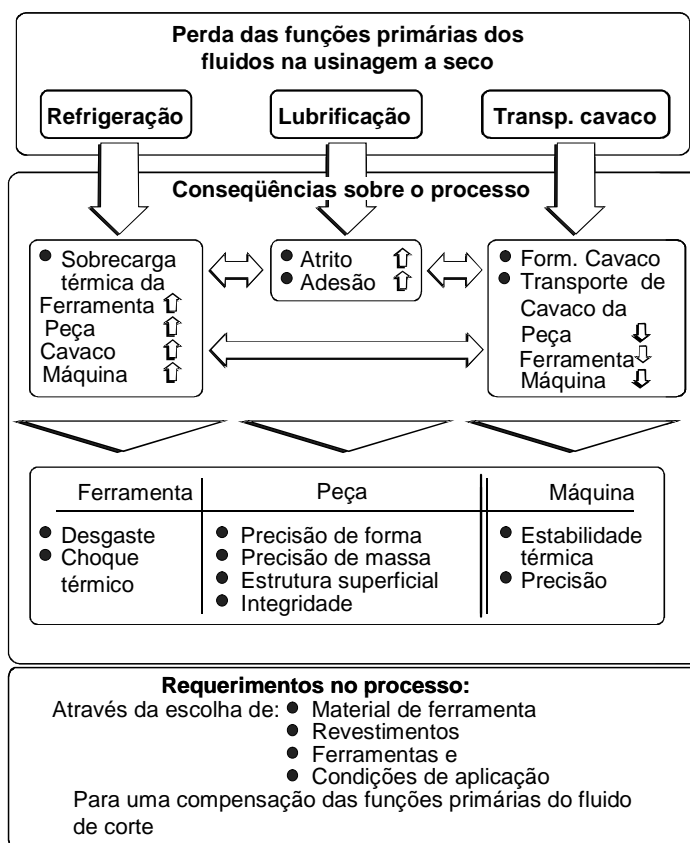 Perda das funções primárias dos
fluidos na usinagem a seco
Refrigeração
Lubrificação
Transp. cavaco
Conseqüências sobre o processo
Sobrecarga
térmica da
Ferramenta
Peça
Cavaco
Máquina
Atrito
Adesão
Form. Cavaco
Transporte de
Cavaco da
Peça
Ferramenta
Máquina
Ferramenta
Desgaste
Choque
térmico
Peça
Precisão de forma
Precisão de massa
Estrutura superficial
Integridade
Máquina
Estabilidade
térmica
Precisão
Requerimentos no processo:
Através da escolha de: Material de ferramenta
Revestimentos
Ferramentas e
Condições de aplicação
Para uma compensação das funções primárias do fluido
de corte